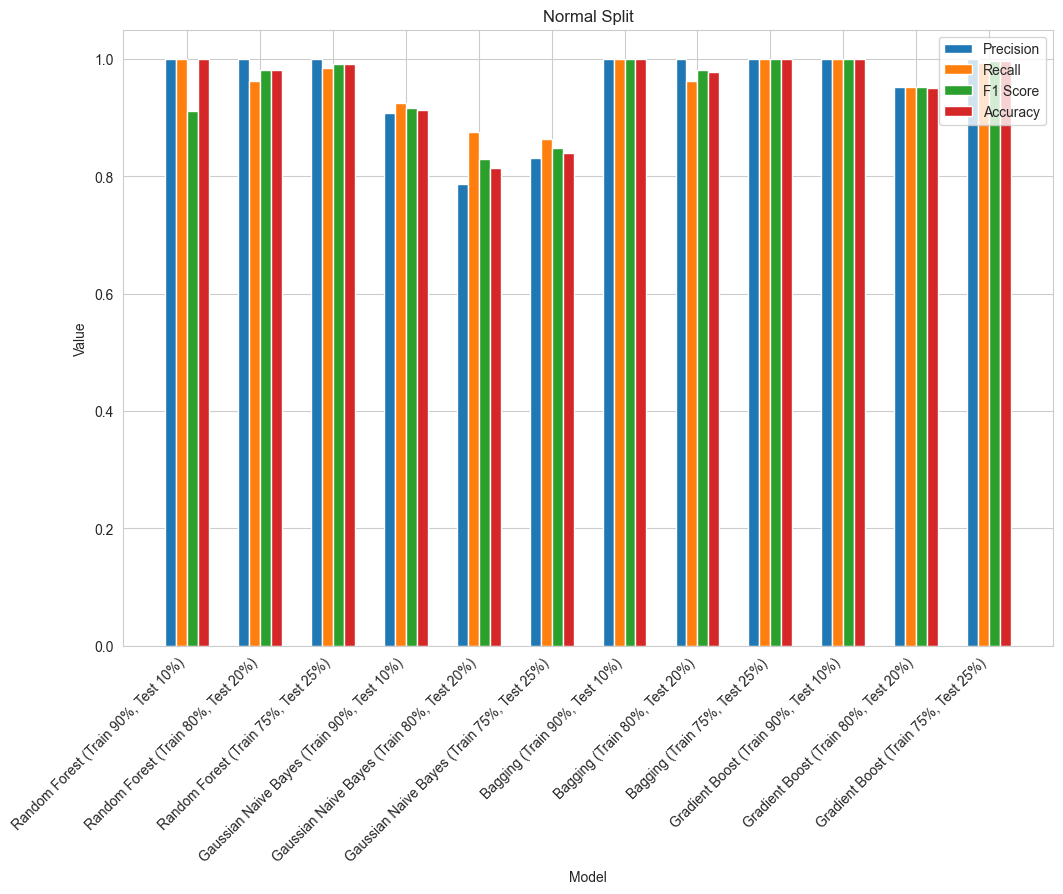 Normal Split
Precision
Recall
F1 Score
Accuracy
Value
1.0
0.8
0.6
0.4
0.2
0.0
Random Forest (Train 90%, Test 10%)
Random Forest (Train 80%, Test 20%)
Random Forest (Train 75%, Test 25%)
Gaussian Naive Bayes (Train 90%, Test 10%)
Gaussian Naive Bayes (Train 80%, Test 20%)
Gaussian Naive Bayes (Train 75%, Test 25%)
Bagging (Train 90%, Test 10%)
Bagging (Train 80%, Test 20%)
Bagging (Train 75%, Test 25%)
Gradient Boost (Train 90%, Test 10%)
Gradient Boost (Train 80%, Test 20%)
Gradient Boost (Train 75%, Test 25%)
Model